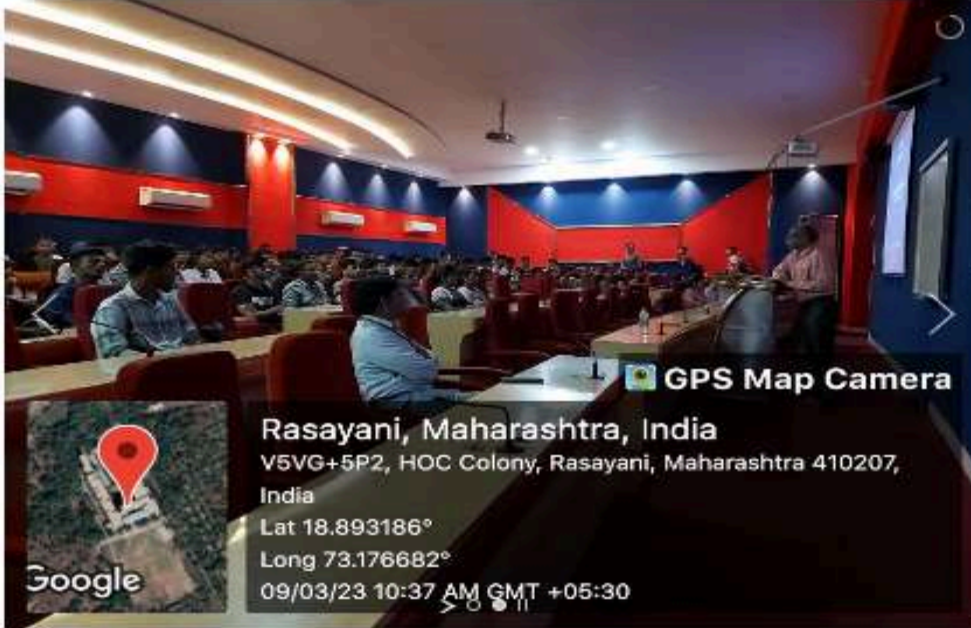 GPS Map Camera
Rasayani, Maharashtra, India
V5VG+5P2, HOC Colony, Rasayani, Maharashtra 410207,
India
Lat 18.893186°
Long 73.176682°
09/03/23 10:37 AM GMT +05:30
Google